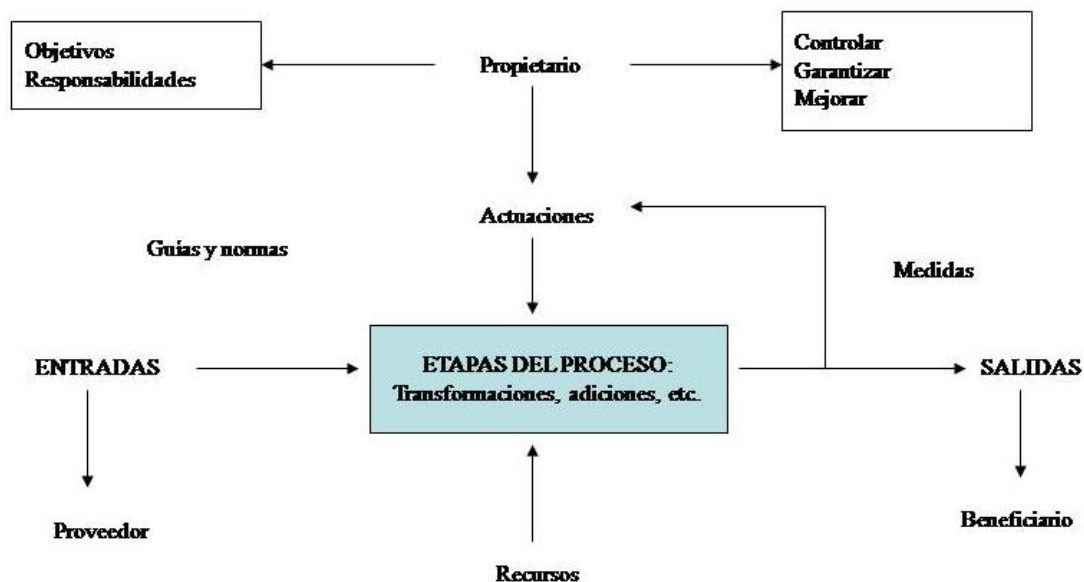 Objetivos
Responsabilidades
Propietario
Controlar
Garantizar
Mejorar
Actuaciones
Guías y normas
Medidas
ENTRADAS
ETAPAS DEL PROCESO:
Transformaciones, adiciones, etc.
SALIDAS
Proveedor
Beneficiario
Recursos